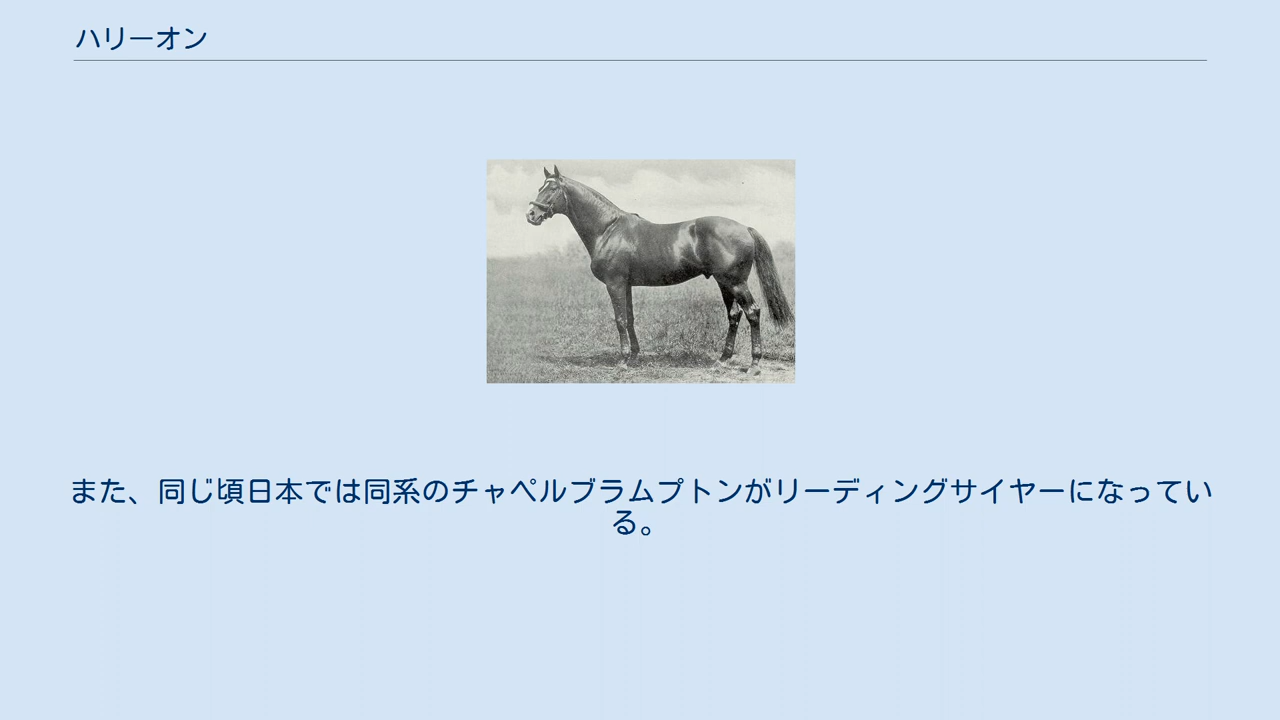 ハリーオン
また、同じ頃日本では同系のチャペルブラムプトンがリーディングサイヤーになってい
る。